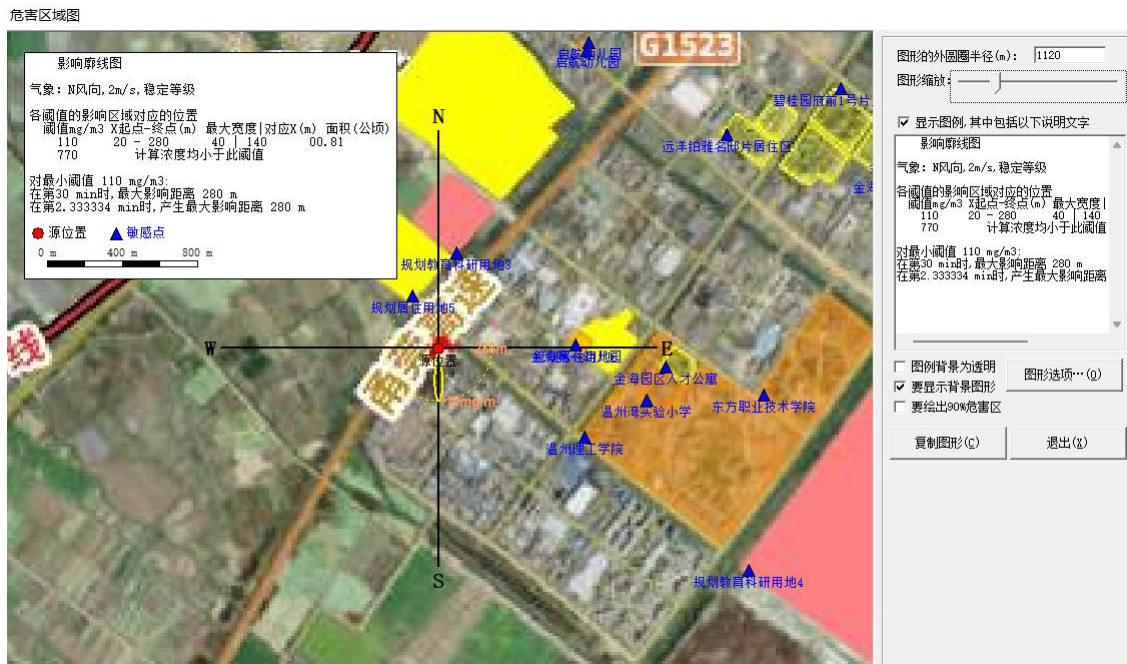 危害区域图
影响廓线图
气象：N风向,2m/s,稳定等级
各阈值的影响区域对应的位置
阈值mg/m3 X起点-终点(m) 最大宽度|对应X(m) 面积(公顷)
110 20 - 280 40 | 140 00.81
770 计算浓度均小于此阈值
对最小阈值 110 mg/m3:
在第30 min时,最大影响距离 280 m
在第2.333334 min时,产生最大影响距离 280 m
源位置 敏感点
0 m 400 m 800 m
启航幼儿园
G1523
碧桂园府前1号片
远洋铂雅名邸片居住区
金海
N
规划教育科研用地3
规划居住用地5
线
W
E
源位置
金海园区人才公寓
温州湾实验小学
东方职业技术学院
温州理工学院
S
规划教育科研用地4
图形的外圆圈半径(m): 1120
图形缩放:
显示图例,其中包括以下说明文字
影响廓线图
气象：N风向,2m/s,稳定等级
各阈值的影响区域对应的位置
阈值mg/m3 X起点-终点(m) 最大宽度|
110 20 - 280 40 | 140
770 计算浓度均小于此阈值
对最小阈值 110 mg/m3:
在第30 min时,最大影响距离 280 m
在第2.333334 min时,产生最大影响距离
图例背景为透明
要显示背景图形
图形选项…(O)
要绘出90%危害区
复制图形(C)
退出(X)